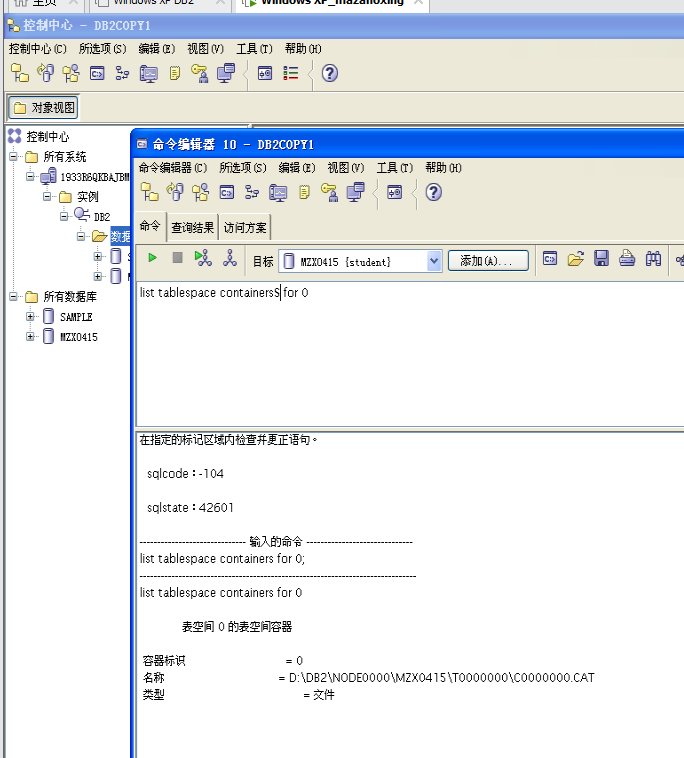 主页
Windows XP DB2
Windows XP_mazhaoxing
控制中心 - DB2COPY1
控制中心(C) 所选项(S) 编辑(E) 视图(V) 工具(T) 帮助(H)
对象视图
控制中心
所有系统
1933R6QKBAJBM
实例
DB2
数据
S
M
所有数据库
SAMPLE
MZX0415
命令编辑器 10 - DB2COPY1
命令编辑器(C) 所选项(S) 编辑(E) 视图(V) 工具(T) 帮助(H)
命令 查询结果 访问方案
目标 MZX0415 {student} 添加(A)...
list tablespace containersS for 0
在指定的标记区域内检查并更正语句。
sqlcode：-104
sqlstate：42601
------------------------------ 输入的命令 ------------------------------
list tablespace containers for 0;
------------------------------------------------------------------------------
list tablespace containers for 0
表空间 0 的表空间容器
容器标识 = 0
名称 = D:\DB2\NODE0000\MZX0415\T0000000\C0000000.CAT
类型 = 文件